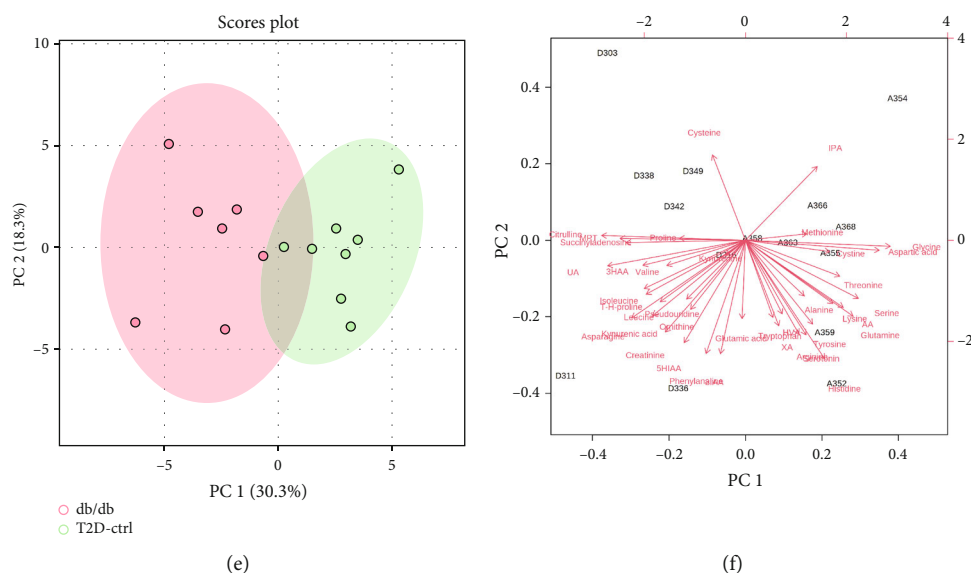 Scores plot
10
5
0
−5
PC 2 (18.3%)
−5
0
5
PC 1 (30.3%)
db/db
T2D-ctrl
(e)
−2
0
2
4
4
2
0
−2
0.4
0.2
0.0
−0.2
−0.4
PC 2
D303
A354
Cysteine
IPA
D338
D349
D342
A366
A368
Citrulline
Proline
A358
Methionine
A363
Succinyladenosine
A355
Cystine
Glycine
Aspartic acid
UA
3HAA
Valine
Threonine
Isoleucine
T-H-proline
Leucine
Pseudouridine
Alanine
Lysine
Serine
AA
Kynurenic acid
Ornithine
Asparagine
Glutamic acid
Tryptophan
A359
Glutamine
XA
Tyrosine
Creatinine
5HIAA
D311
Phenylanaline
D336
A352
Histidine
−0.4
−0.2
0.0
0.2
0.4
PC 1
(f)